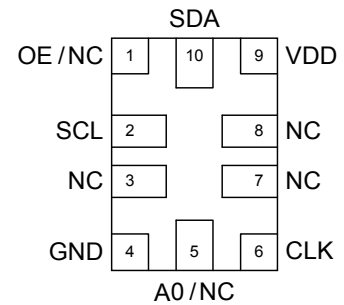 SDA
OE/NC 1 10 9 VDD
SCL 2 8 NC
NC 3 7 NC
GND 4 5 6 CLK
A0/NC